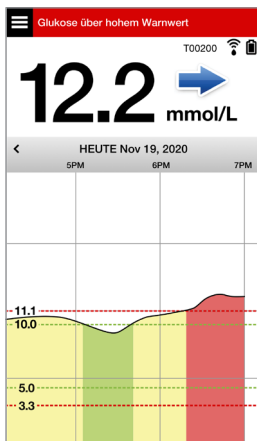 Glukose über hohem Warnwert
T00200
12.2 mmol/L
< HEUTE Nov 19, 2020
5PM 6PM 7PM
11.1
10.0
5.0
3.3